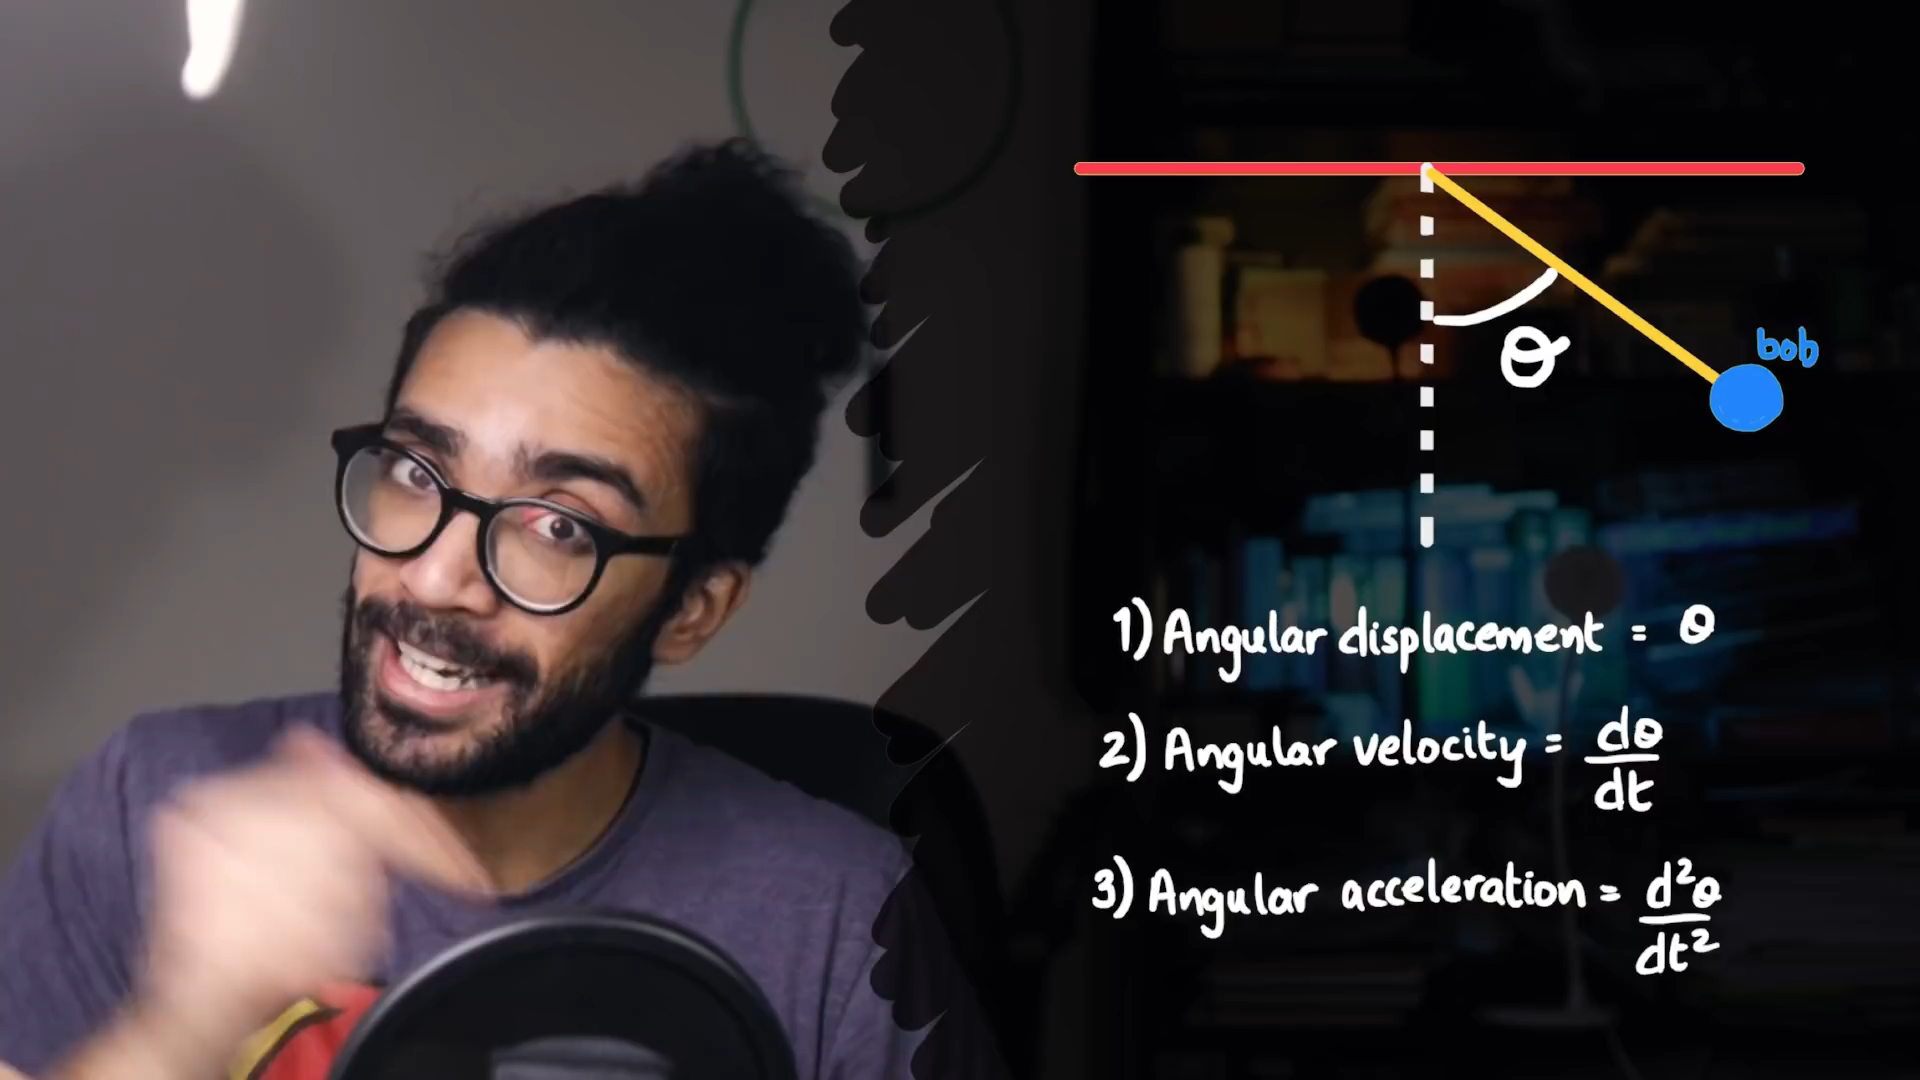 bob
θ
1) Angular displacement = θ
2) Angular velocity = dθ/dt
3) Angular acceleration = d²θ/dt²